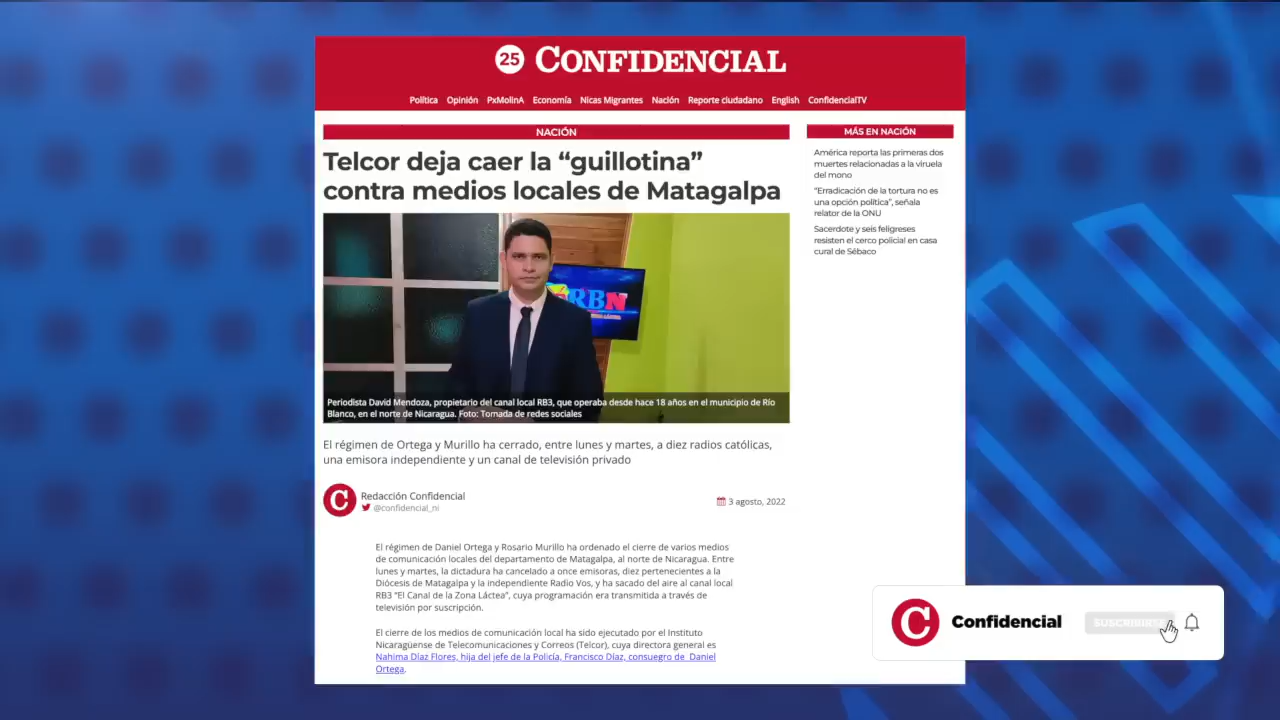 25 CONFIDENCIAL
Política Opinión PxMolinA Economía Nicas Migrantes Nación Reporte ciudadano English ConfidencialTV
NACIÓN
Telcor deja caer la “guillotina”
contra medios locales de Matagalpa
RBN
Periodista David Mendoza, propietario del canal local RB3, que operaba desde hace 18 años en el municipio de Río
Blanco, en el norte de Nicaragua. Foto: Tomada de redes sociales
El régimen de Ortega y Murillo ha cerrado, entre lunes y martes, a diez radios católicas,
una emisora independiente y un canal de televisión privado
C
Redacción Confidencial
@confidencial_ni
3 agosto, 2022
El régimen de Daniel Ortega y Rosario Murillo ha ordenado el cierre de varios medios
de comunicación locales del departamento de Matagalpa, al norte de Nicaragua. Entre
lunes y martes, la dictadura ha cancelado a once emisoras, diez pertenecientes a la
Diócesis de Matagalpa y la independiente Radio Vos, y ha sacado del aire al canal local
RB3 “El Canal de la Zona Láctea”, cuya programación era transmitida a través de
televisión por suscripción.
El cierre de los medios de comunicación local ha sido ejecutado por el Instituto
Nicaragüense de Telecomunicaciones y Correos (Telcor), cuya directora general es
Nahima Díaz Flores, hija del jefe de la Policía, Francisco Díaz, consuegro de Daniel
Ortega.
MÁS EN NACIÓN
América reporta las primeras dos
muertes relacionadas a la viruela
del mono
“Erradicación de la tortura no es
una opción política”, señala
relator de la ONU
Sacerdote y seis feligreses
resisten el cerco policial en casa
cural de Sébaco
C Confidencial